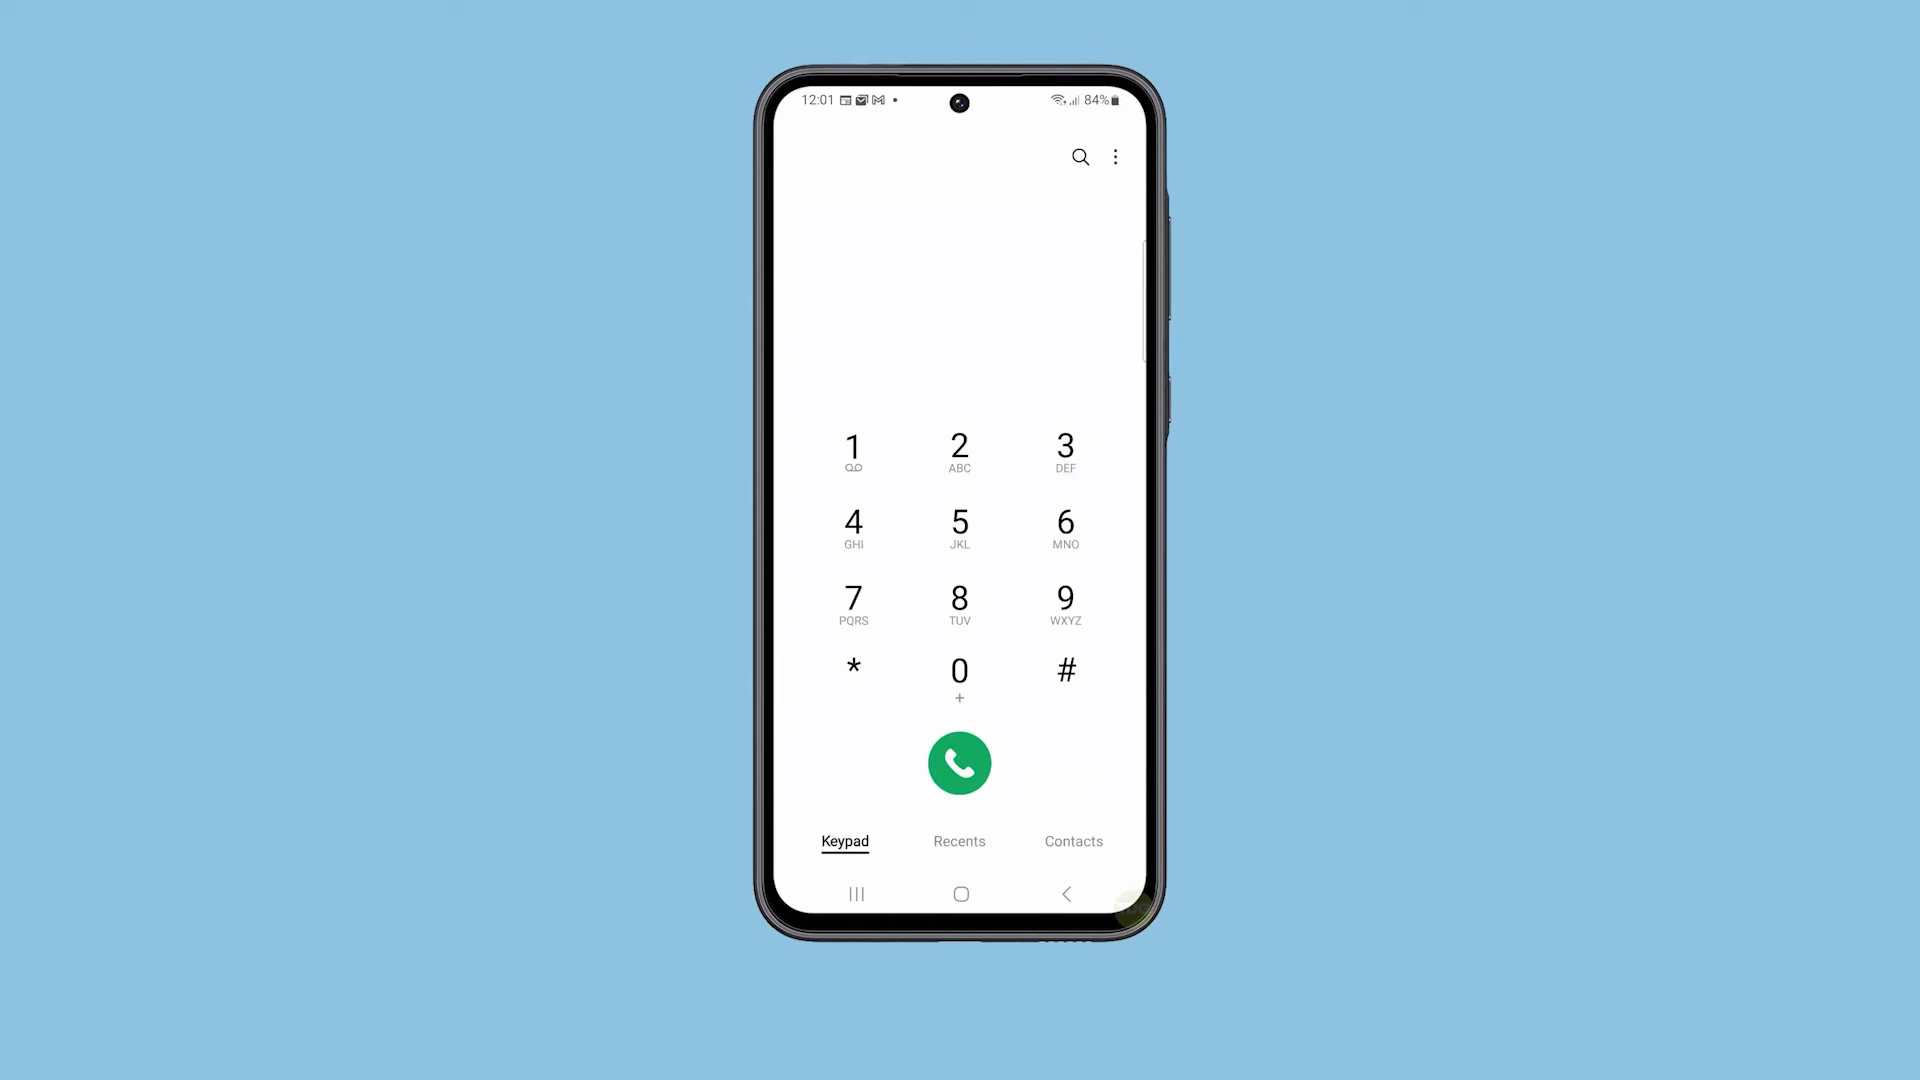 12:01 84%
1 2 3
ABC DEF
4 5 6
GHI JKL MNO
7 8 9
PQRS TUV WXYZ
* 0 #
+
Keypad Recents Contacts